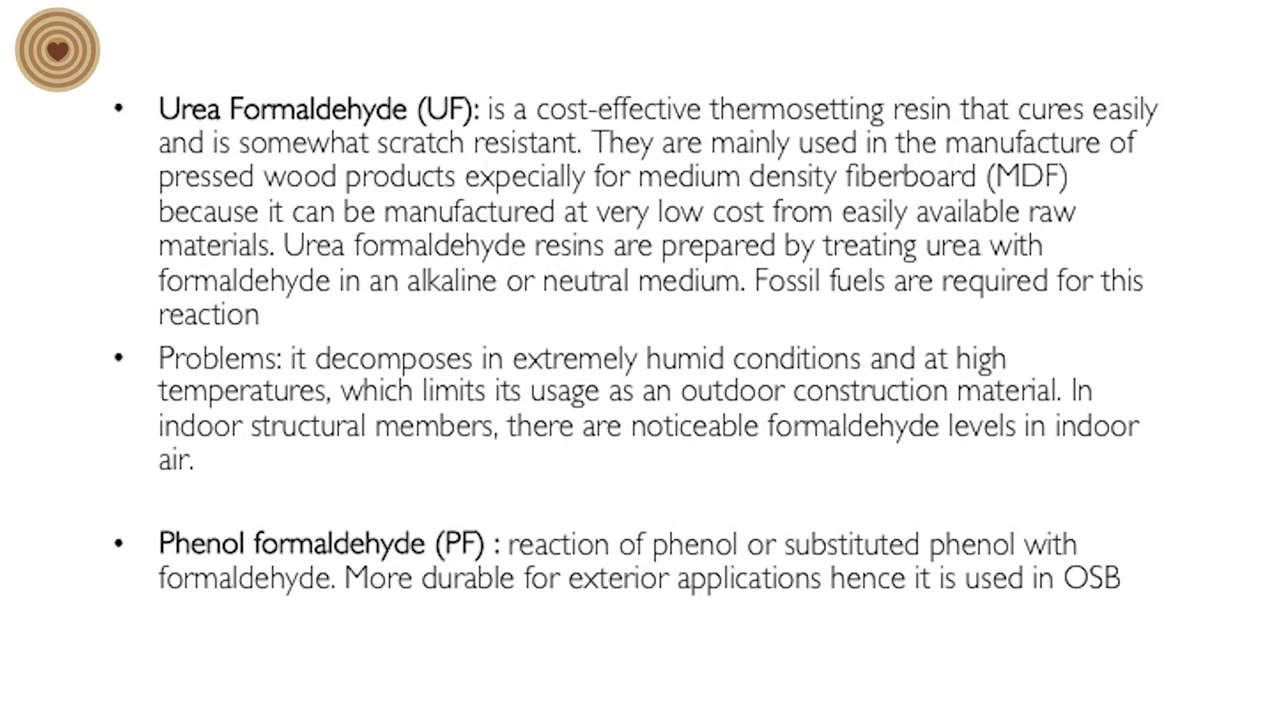 • Urea Formaldehyde (UF): is a cost-effective thermosetting resin that cures easily
and is somewhat scratch resistant. They are mainly used in the manufacture of
pressed wood products expecially for medium density fiberboard (MDF)
because it can be manufactured at very low cost from easily available raw
materials. Urea formaldehyde resins are prepared by treating urea with
formaldehyde in an alkaline or neutral medium. Fossil fuels are required for this
reaction
• Problems: it decomposes in extremely humid conditions and at high
temperatures, which limits its usage as an outdoor construction material. In
indoor structural members, there are noticeable formaldehyde levels in indoor
air.
• Phenol formaldehyde (PF) : reaction of phenol or substituted phenol with
formaldehyde. More durable for exterior applications hence it is used in OSB